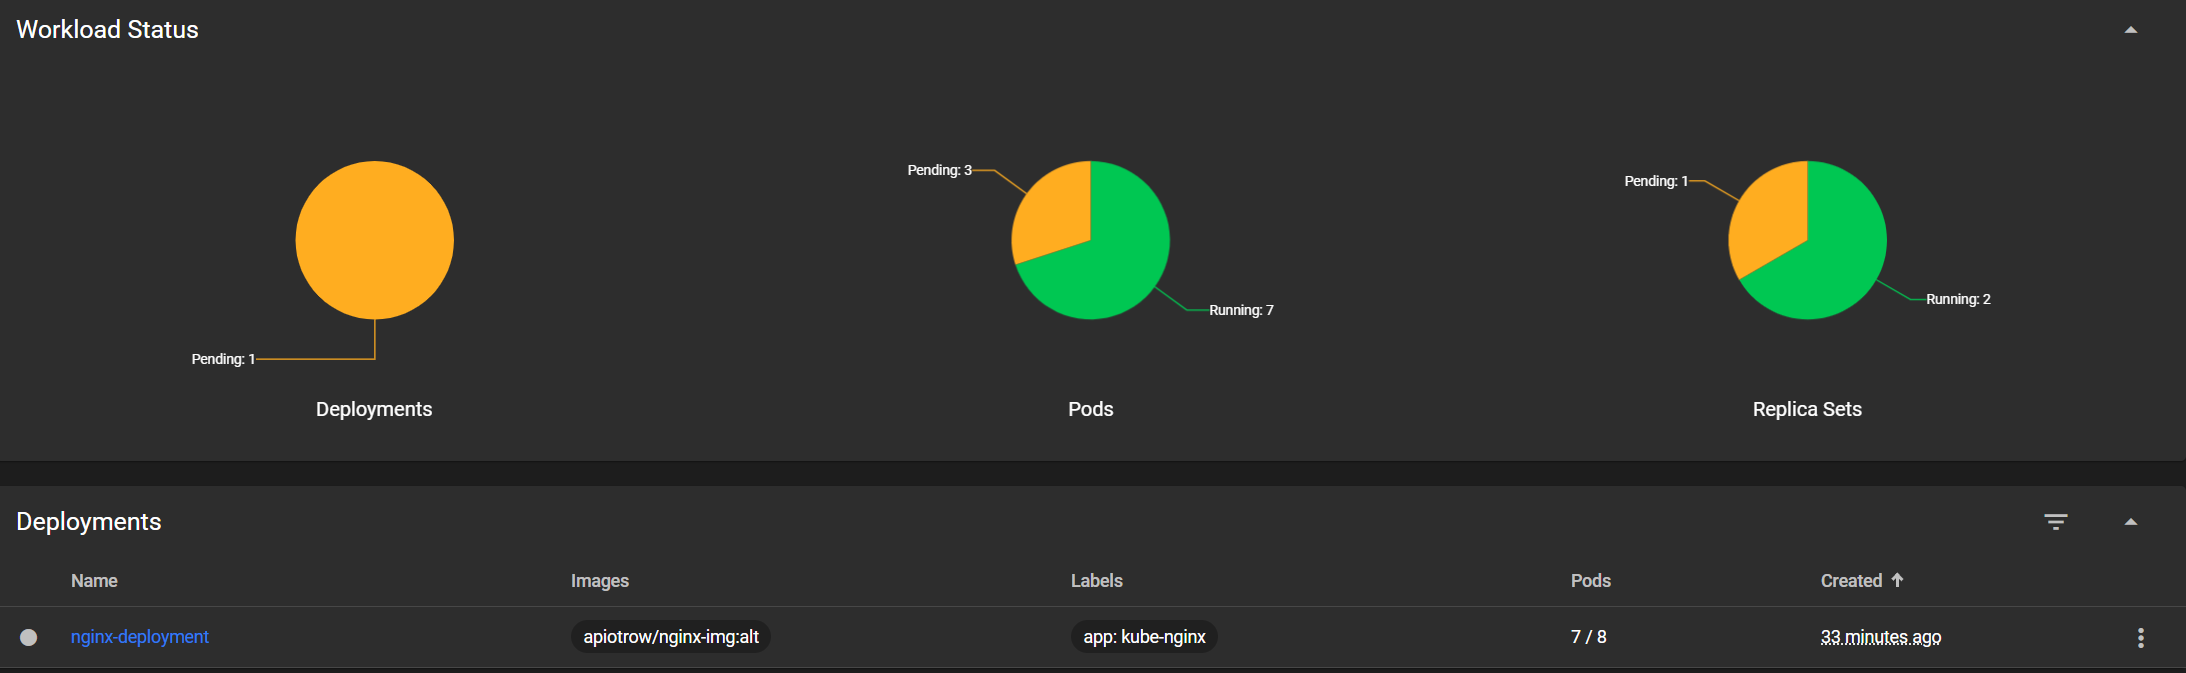 Workload Status
Pending: 1
Deployments
Pending: 3
Running: 7
Pods
Pending: 1
Running: 2
Replica Sets
Deployments
Name Images Labels Pods Created
nginx-deployment apiotrow/nginx-img:alt app: kube-nginx 7 / 8 33 minutes ago